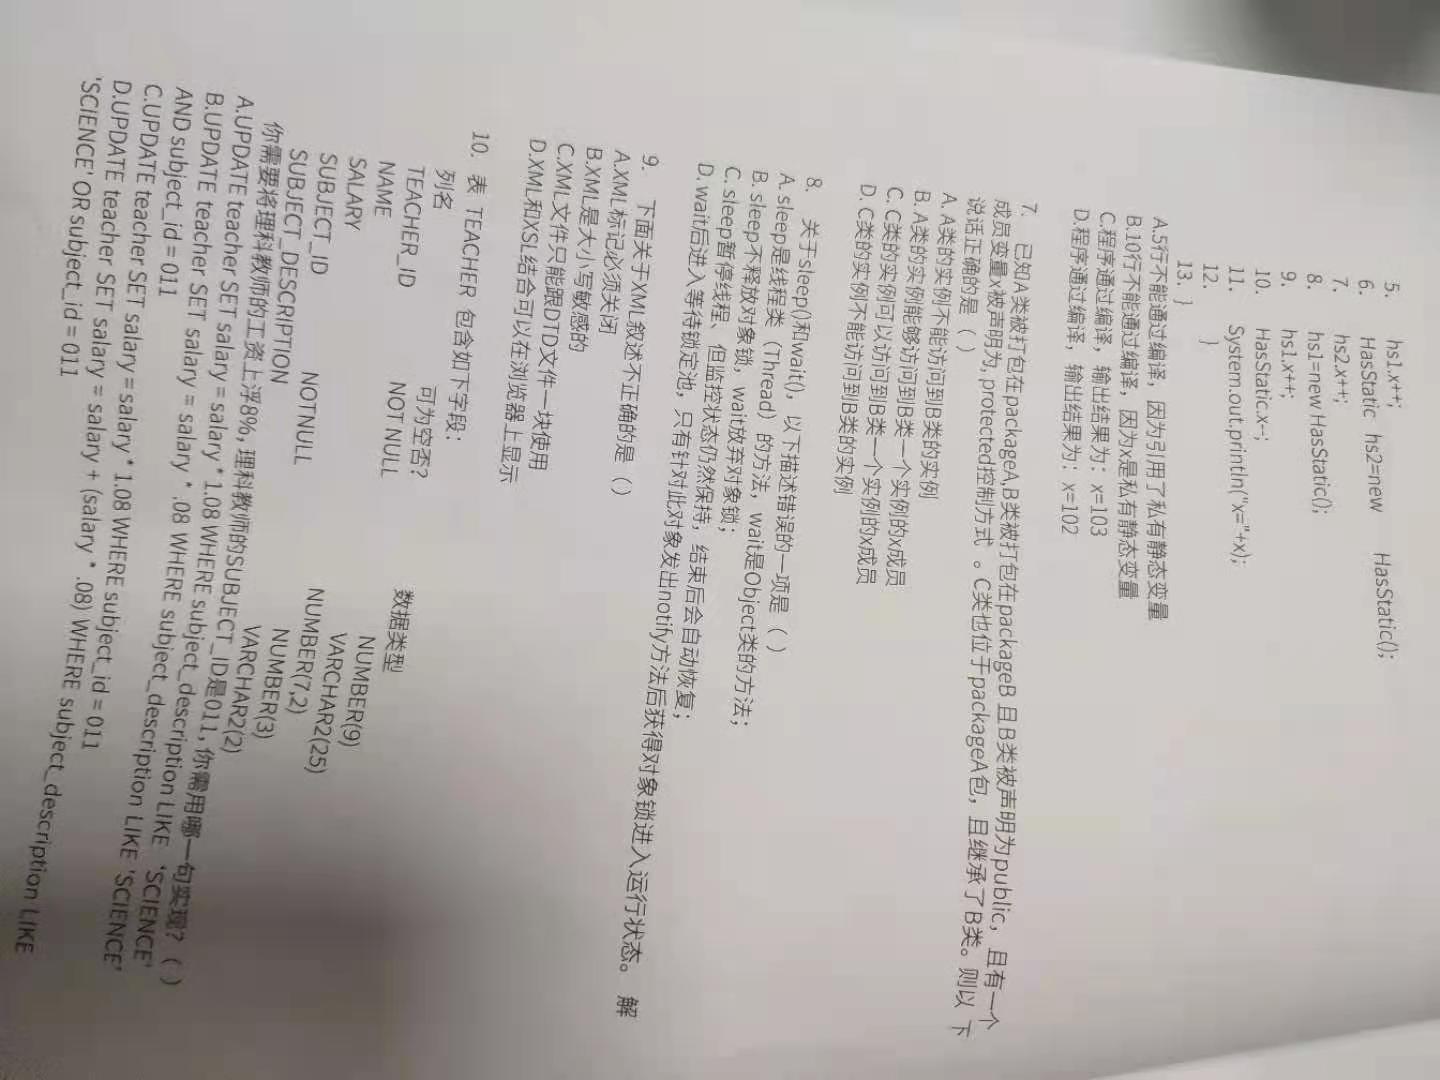 5. hs1.x++;
6. HasStatic hs2=new HasStatic();
7. hs2.x++;
8. hs1=new HasStatic();
9. hs1.x++;
10. HasStatic.x--;
11. System.out.println("x="+x);
12. }
13. }
A.5行不能通过编译，因为引用了私有静态变量
B.10行不能通过编译，因为x是私有静态变量
C.程序通过编译，输出结果为：x=103
D.程序通过编译，输出结果为：x=102
7. 已知A类被打包在packageA,B类被打包在packageB 且B类被声明为public，且有一个
成员变量x被声明为, protected控制方式 。C类也位于packageA包，且继承了B类。则以 下
说话正确的是（ ）
A. A类的实例不能访问到B类的实例
B. A类的实例能够访问到B类一个实例的x成员
C. C类的实例可以访问到B类一个实例的x成员
D. C类的实例不能访问到B类的实例
8. 关于sleep()和wait()，以下描述错误的一项是（ ）
A. sleep是线程类（Thread）的方法，wait是Object类的方法；
B. sleep不释放对象锁，wait放弃对象锁；
C. sleep暂停线程、但监控状态仍然保持，结束后会自动恢复；
D. wait后进入等待锁定池，只有针对此对象发出notify方法后获得对象锁进入运行状态。 解
9. 下面关于XML叙述不正确的是（ ）
A.XML标记必须关闭
B.XML是大小写敏感的
C.XML文件只能跟DTD文件一块使用
D.XML和XSL结合可以在浏览器上显示
10. 表 TEACHER 包含如下字段：
列名 可为空否? 数据类型
TEACHER_ID NOT NULL NUMBER(9)
NAME VARCHAR2(25)
SALARY NUMBER(7,2)
SUBJECT_ID NOTNULL NUMBER(3)
SUBJECT_DESCRIPTION VARCHAR2(2)
你需要将理科教师的工资上浮8%，理科教师的SUBJECT_ID是011，你需用哪一句实现？（ ）
A.UPDATE teacher SET salary = salary * 1.08 WHERE subject_description LIKE 'SCIENCE'
B.UPDATE teacher SET salary = salary * .08 WHERE subject_description LIKE 'SCIENCE'
AND subject_id = 011
C.UPDATE teacher SET salary = salary * 1.08 WHERE subject_id = 011
D.UPDATE teacher SET salary = salary + (salary * .08) WHERE subject_description LIKE
'SCIENCE' OR subject_id = 011